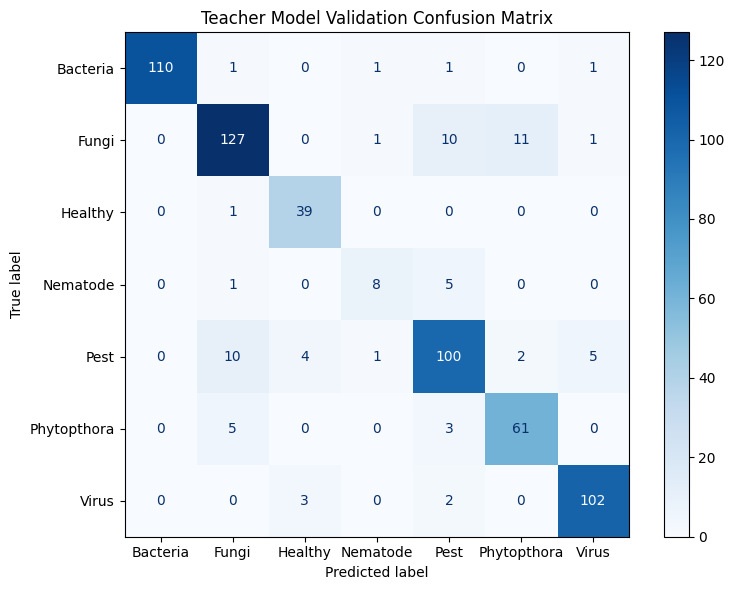 Teacher Model Validation Confusion Matrix
Bacteria 110 1 0 1 1 0 1
Fungi 0 127 0 1 10 11 1
Healthy 0 1 39 0 0 0 0
Nematode 0 1 0 8 5 0 0
Pest 0 10 4 1 100 2 5
Phytopthora 0 5 0 0 3 61 0
Virus 0 0 3 0 2 0 102
Bacteria Fungi Healthy Nematode Pest Phytopthora Virus
Predicted label
True label
120
100
80
60
40
20
0